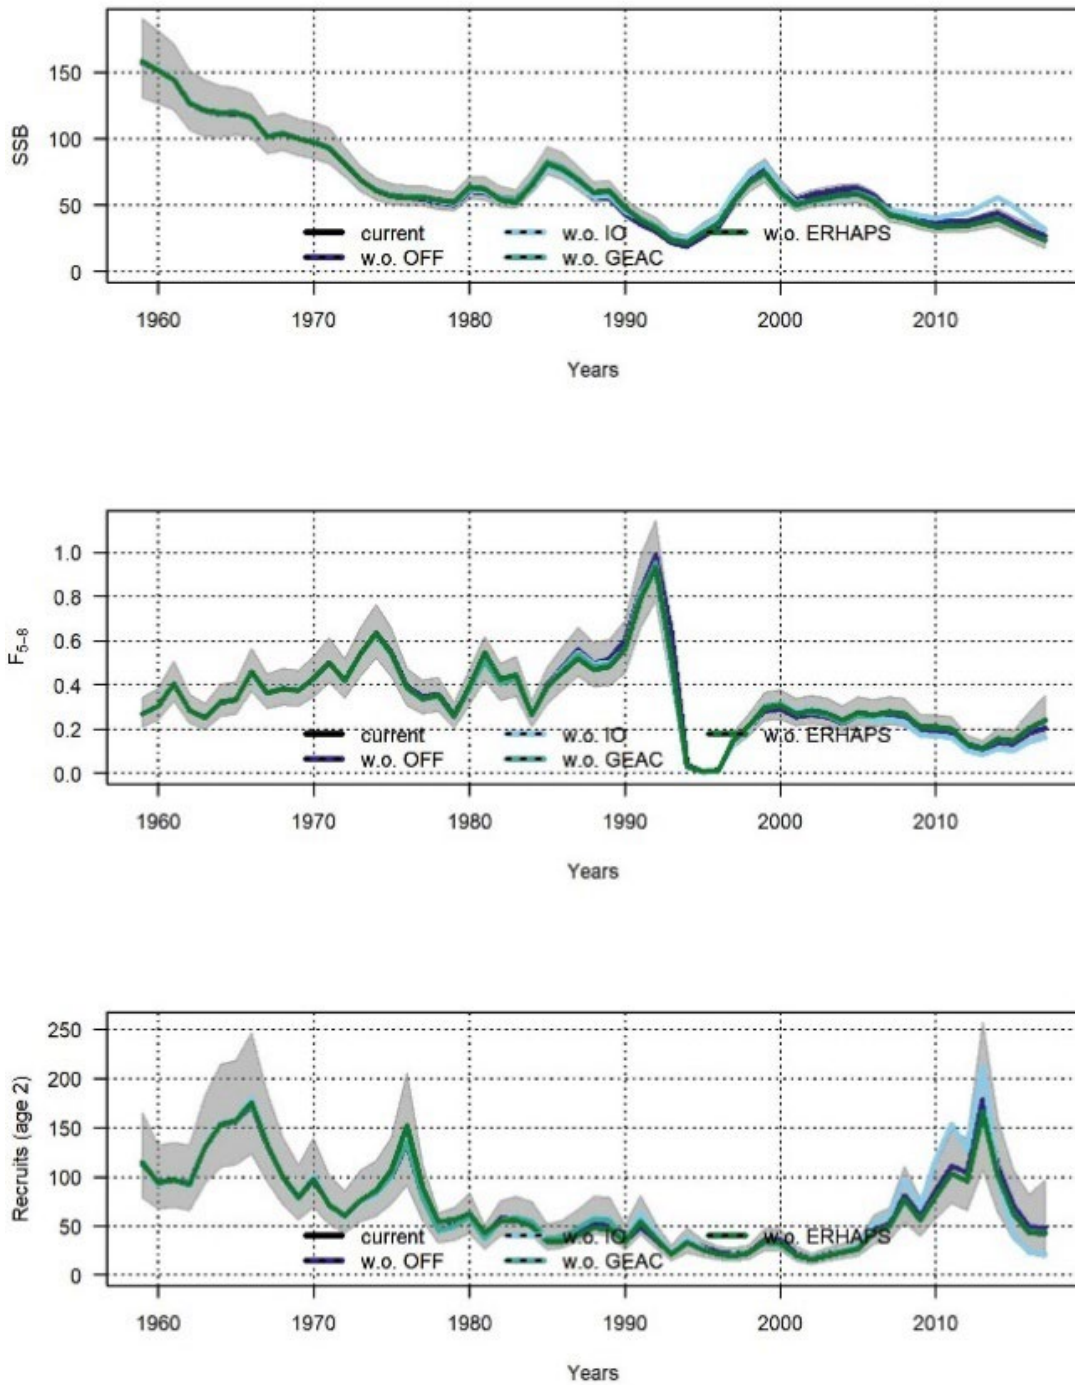 150
100
50
0
SSB
current
w.o. IO
w.o. ERHAPS
w.o. OFF
w.o. GEAC
1960 1970 1980 1990 2000 2010
Years
1.0
0.8
0.6
0.4
0.2
0.0
F5–8
current
w.o. IO
w.o. ERHAPS
w.o. OFF
w.o. GEAC
1960 1970 1980 1990 2000 2010
Years
250
200
150
100
50
0
Recruits (age 2)
current
w.o. IO
w.o. ERHAPS
w.o. OFF
w.o. GEAC
1960 1970 1980 1990 2000 2010
Years